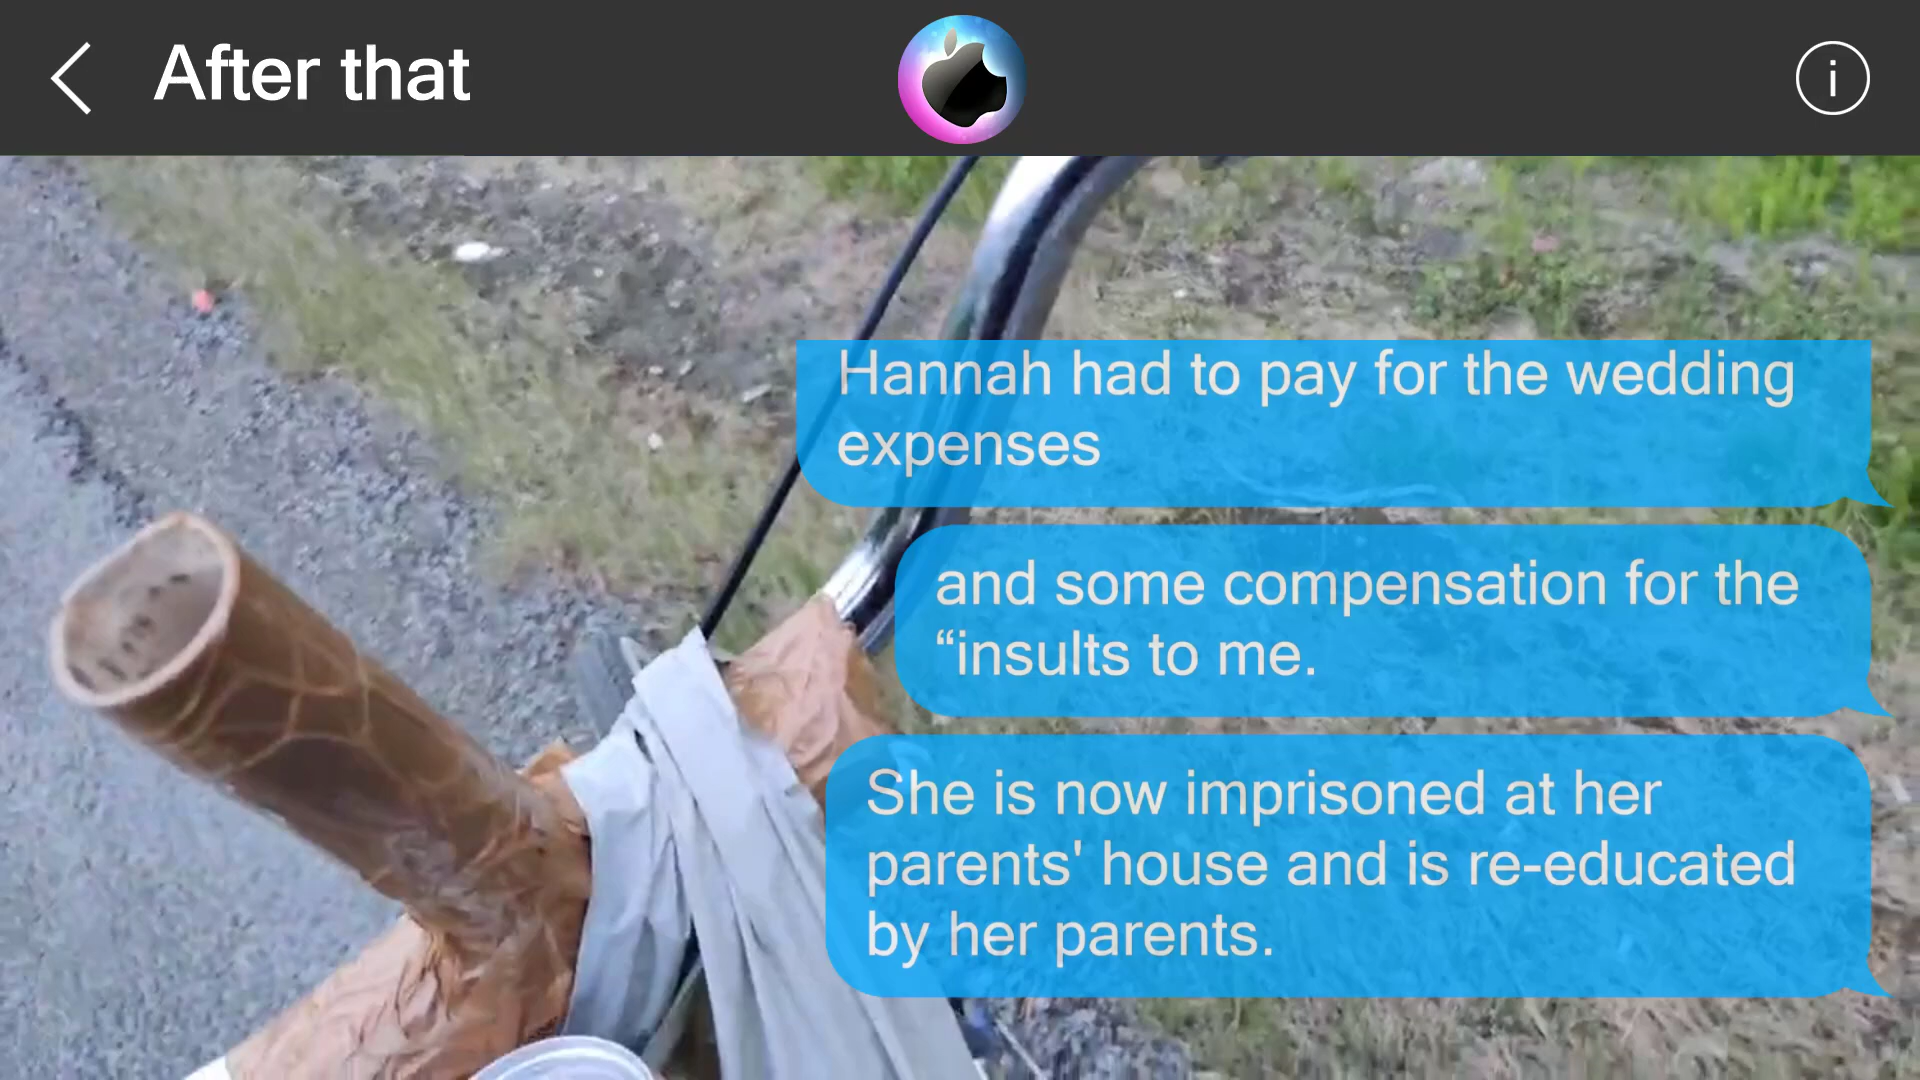 After that
Hannah had to pay for the wedding
expenses
and some compensation for the
“insults to me.
She is now imprisoned at her
parents' house and is re-educated
by her parents.